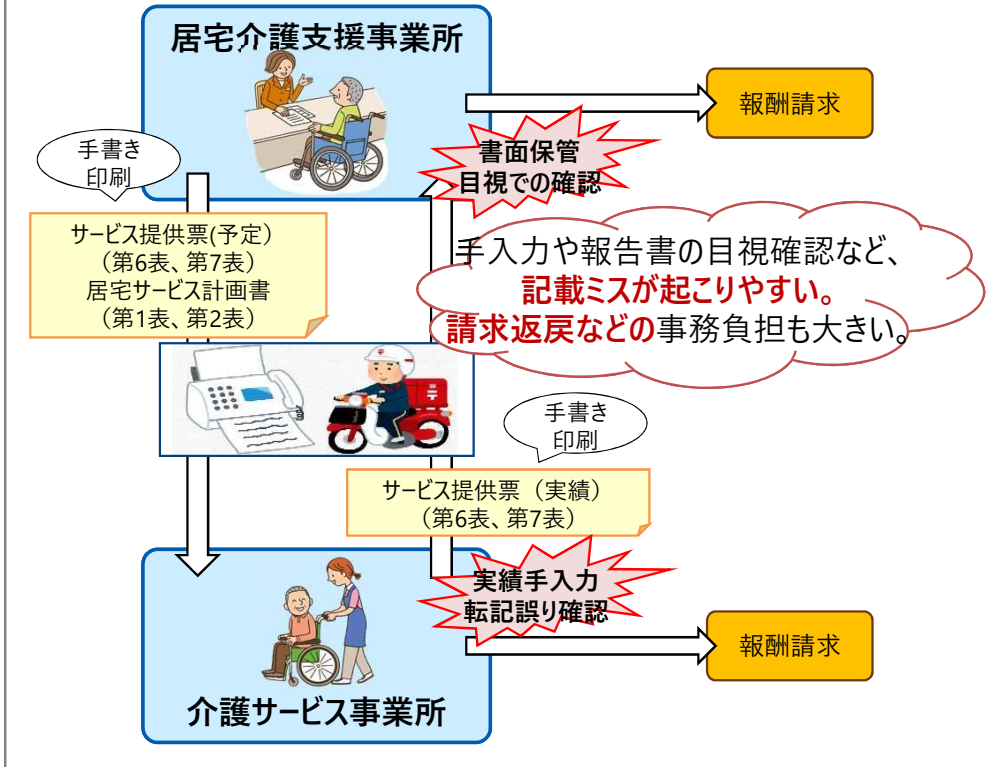 居宅介護支援事業所
報酬請求
書面保管
目視での確認
手書き
印刷
サービス提供票(予定）
（第6表、第7表）
居宅サービス計画書
（第1表、第2表）
手入力や報告書の目視確認など、
記載ミスが起こりやすい。
請求返戻などの事務負担も大きい。
手書き
印刷
サービス提供票（実績）
（第6表、第7表）
実績手入力
転記誤り確認
報酬請求
介護サービス事業所